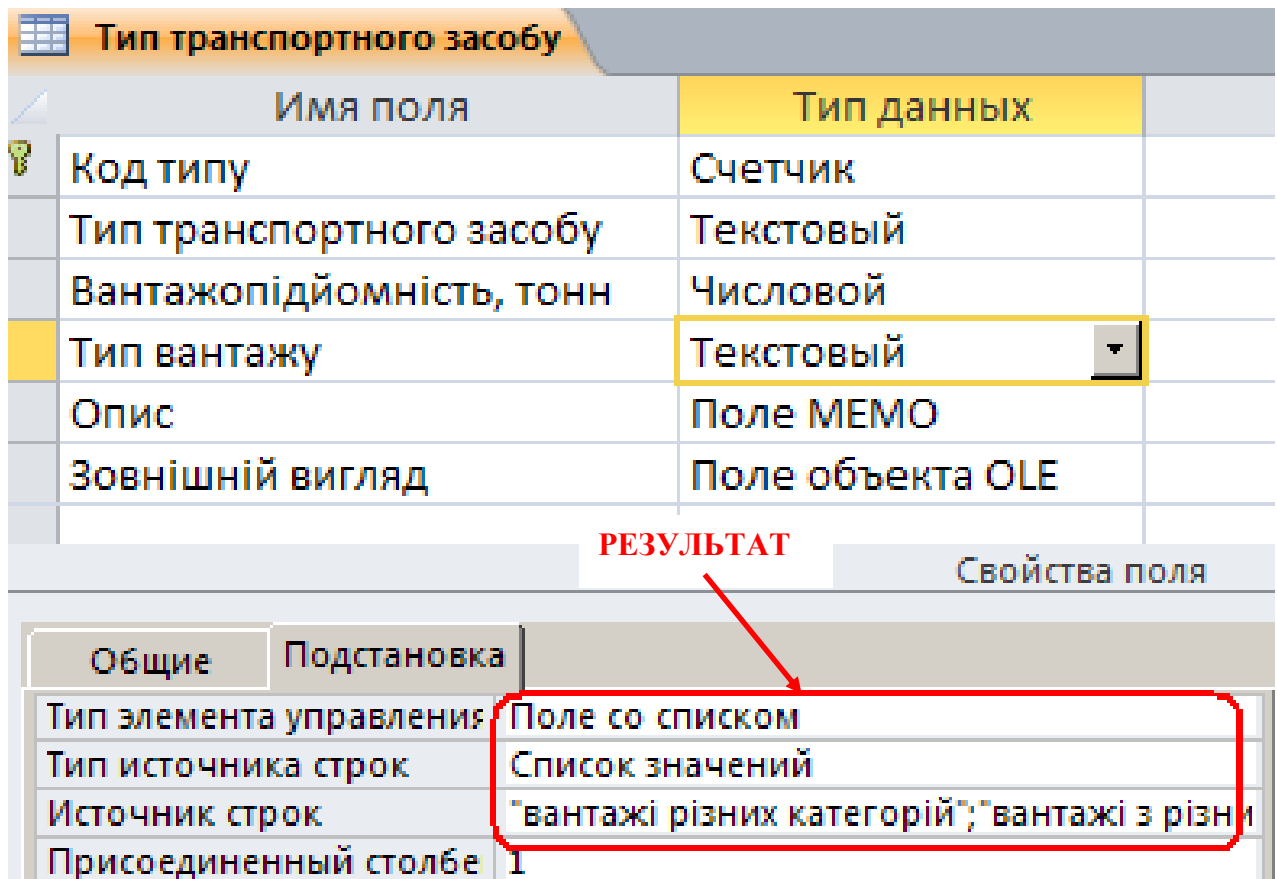 Тип транспортного засобу
Имя поля Тип данных
Код типу Счетчик
Тип транспортного засобу Текстовый
Вантажопідйомність, тонн Числовой
Тип вантажу Текстовый
Опис Поле МЕМО
Зовнішній вигляд Поле объекта OLE
РЕЗУЛЬТАТ
Свойства поля
Общие Подстановка
Тип элемента управления Поле со списком
Тип источника строк Список значений
Источник строк "вантажі різних категорій";"вантажі з різни
Присоединенный столбе 1